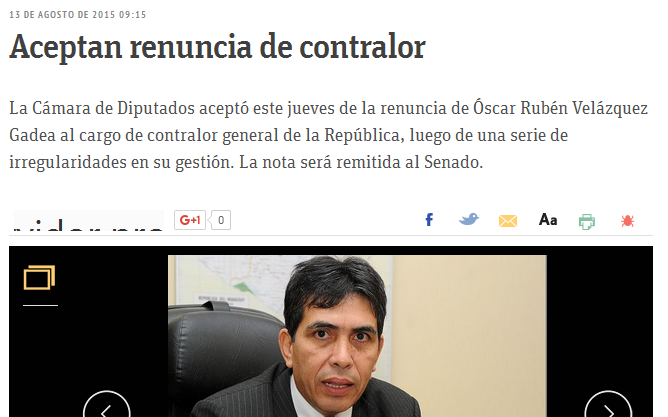 13 DE AGOSTO DE 2015 09:15
Aceptan renuncia de contralor
La Cámara de Diputados aceptó este jueves de la renuncia de Óscar Rubén Velázquez
Gadea al cargo de contralor general de la República, luego de una serie de
irregularidades en su gestión. La nota será remitida al Senado.
G+1 0 f Aa